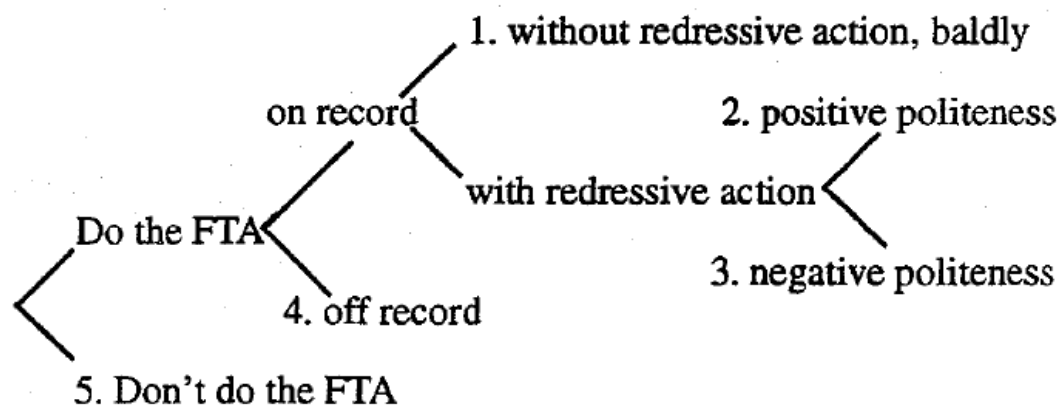 1. without redressive action, baldly
on record
2. positive politeness
with redressive action
Do the FTA
3. negative politeness
4. off record
5. Don't do the FTA